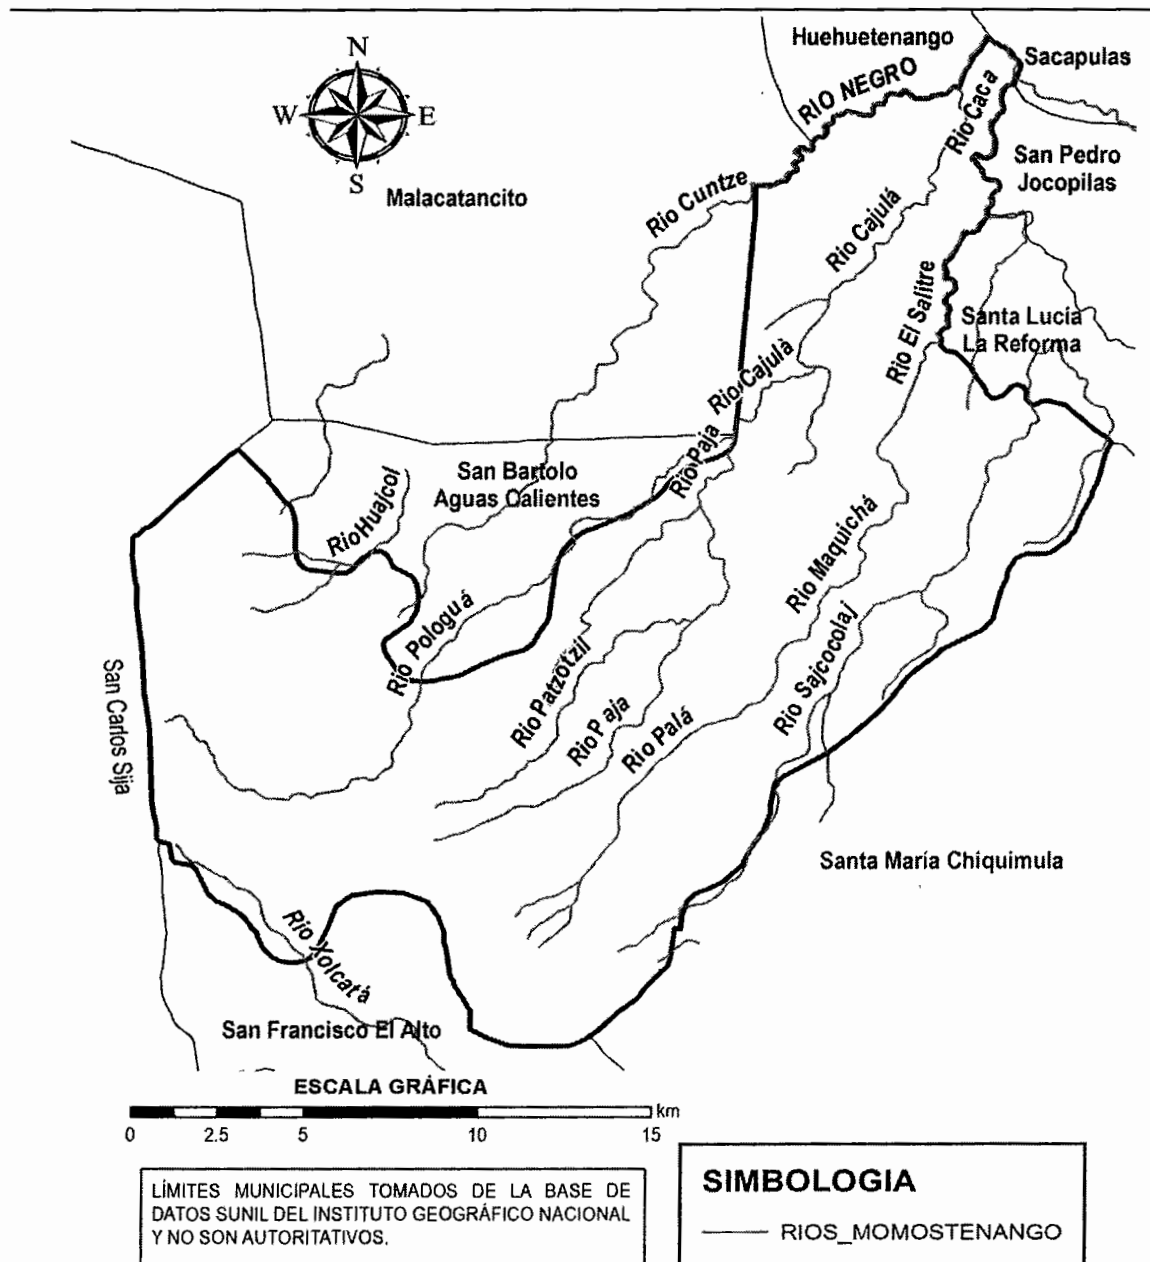 N
W E
S
Huehuetenango
Sacapulas
RIO NEGRO
Rio Caca
San Pedro
Jocopilas
Malacatancito
Rio Cuntze
Rio Cajulá
Rio El Salitre
Santa Lucía
La Reforma
Rio Cajulà
Rio Paja
San Bartolo
Aguas Calientes
Rio Huajcol
Rio Maquichá
Rio Pologuá
Rio Sajcocolaj
Rio Patzotzil
Rio Paja
Rio Palá
San Carlos Sija
Santa María Chiquimula
Rio Xolcatá
San Francisco El Alto
ESCALA GRÁFICA
km
0 2.5 5 10 15
LÍMITES MUNICIPALES TOMADOS DE LA BASE DE
DATOS SUNIL DEL INSTITUTO GEOGRÁFICO NACIONAL
Y NO SON AUTORITATIVOS.
SIMBOLOGIA
RIOS_MOMOSTENANGO